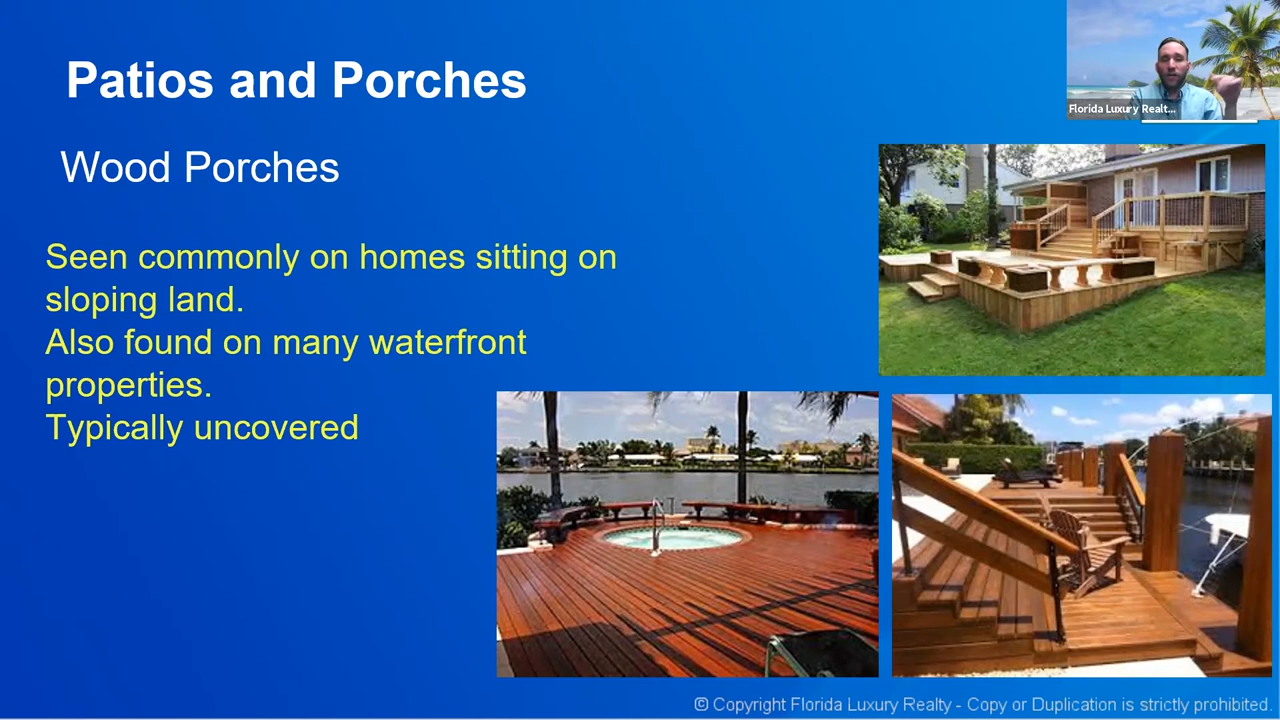 Patios and Porches
Florida Luxury Realt...
Wood Porches
Seen commonly on homes sitting on
sloping land.
Also found on many waterfront
properties.
Typically uncovered
© Copyright Florida Luxury Realty - Copy or Duplication is strictly prohibited.